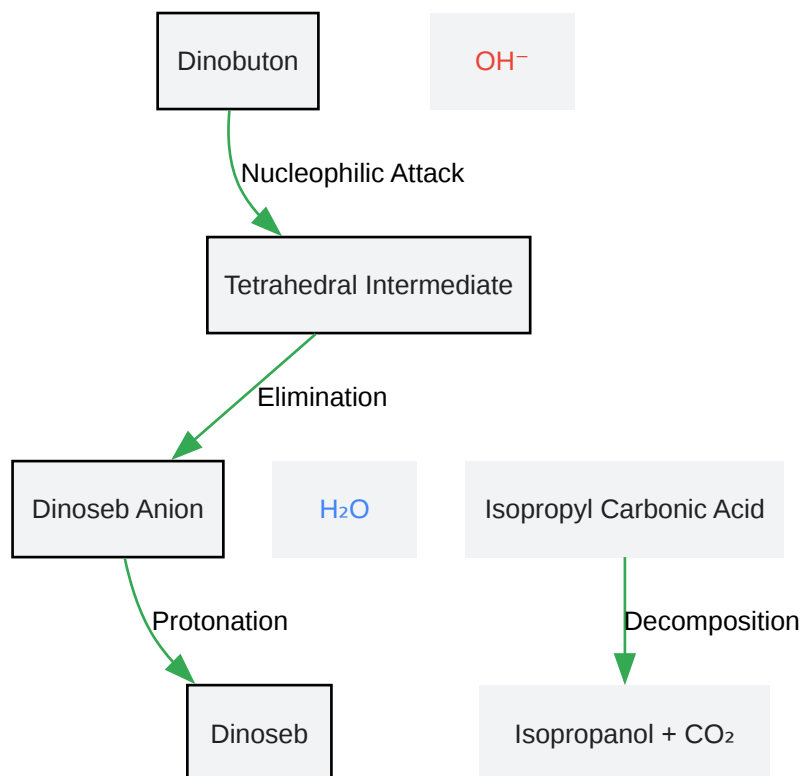 Dinobuton
OH⁻
Nucleophilic Attack
Tetrahedral Intermediate
Elimination
Dinoseb Anion
H₂O
Isopropyl Carbonic Acid
Protonation
Decomposition
Dinoseb
Isopropanol + CO₂